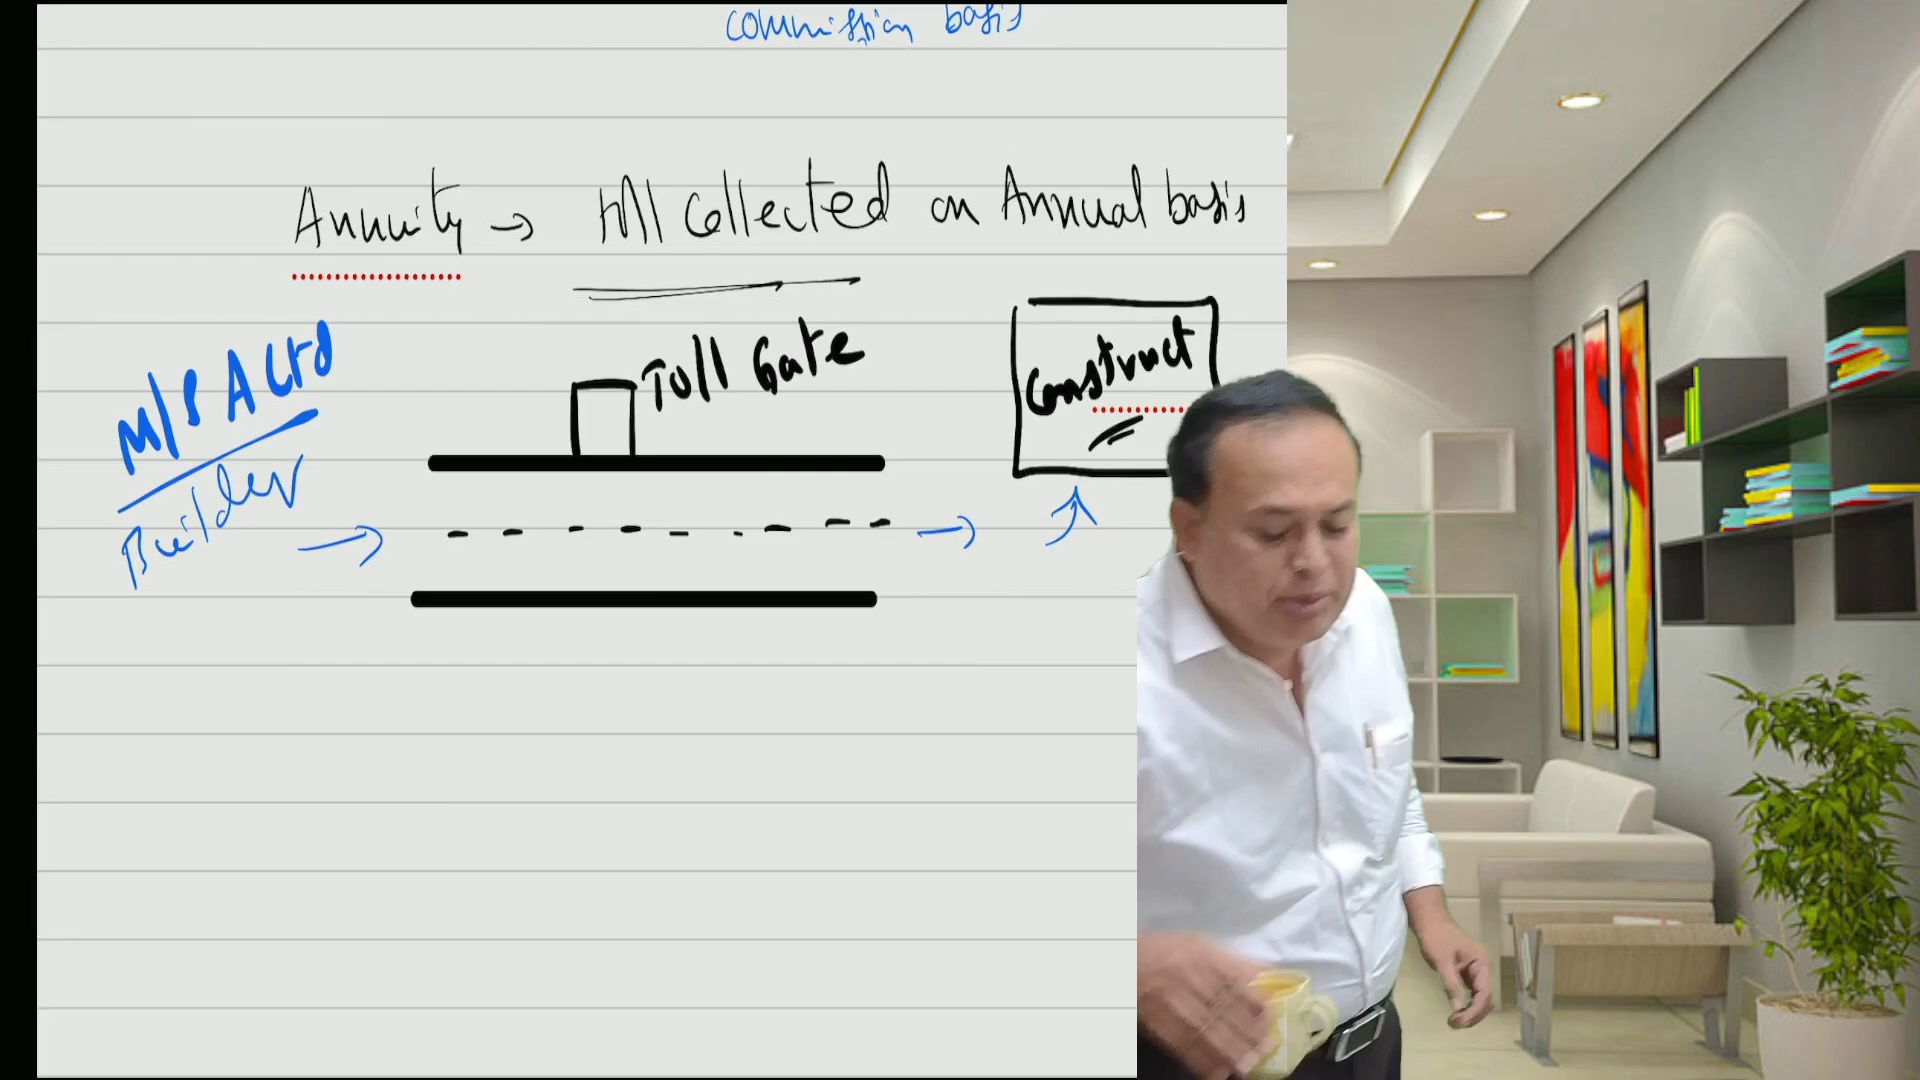 commission basis
Annuity → toll collected on Annual basis
M/S A Ltd
Builder
Toll Gate
Construct